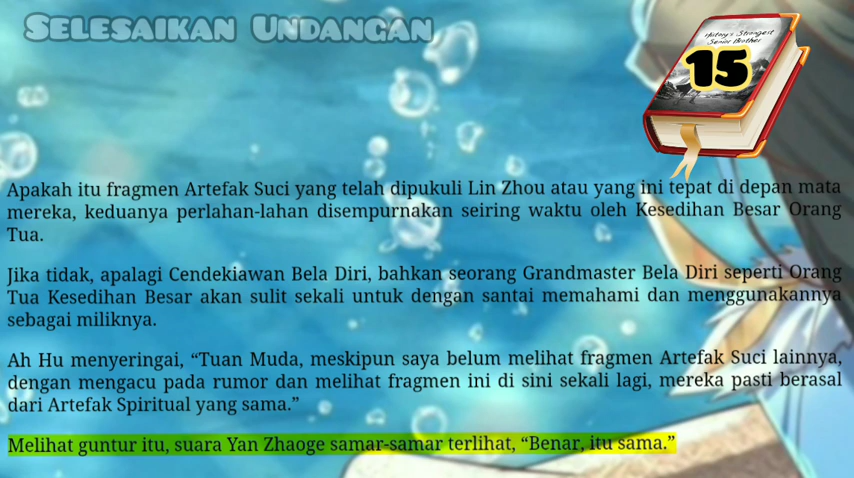 Selesaikan Undangan
History's Strongest
Senior Brother
15
Apakah itu fragmen Artefak Suci yang telah dipukuli Lin Zhou atau yang ini tepat di depan mata
mereka, keduanya perlahan-lahan disempurnakan seiring waktu oleh Kesedihan Besar Orang
Tua.
Jika tidak, apalagi Cendekiawan Bela Diri, bahkan seorang Grandmaster Bela Diri seperti Orang
Tua Kesedihan Besar akan sulit sekali untuk dengan santai memahami dan menggunakannya
sebagai miliknya.
Ah Hu menyeringai, “Tuan Muda, meskipun saya belum melihat fragmen Artefak Suci lainnya,
dengan mengacu pada rumor dan melihat fragmen ini di sini sekali lagi, mereka pasti berasal
dari Artefak Spiritual yang sama.”
Melihat guntur itu, suara Yan Zhaoge samar-samar terlihat, “Benar, itu sama.”